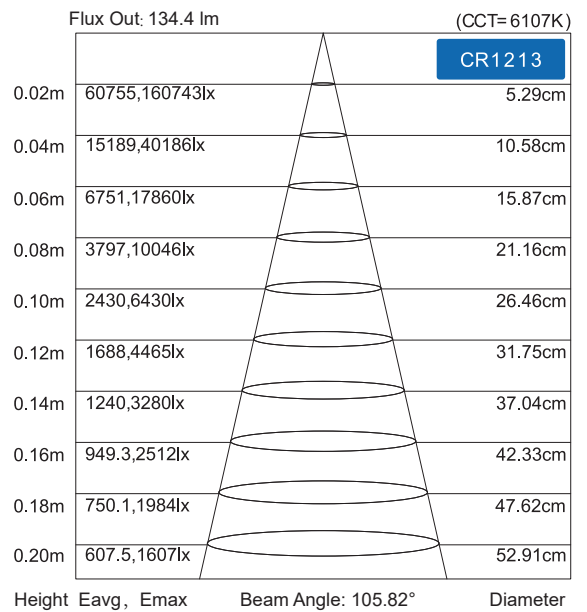 Flux Out: 134.4 lm (CCT= 6107K)
CR1213
0.02m 60755,160743lx 5.29cm
0.04m 15189,40186lx 10.58cm
0.06m 6751,17860lx 15.87cm
0.08m 3797,10046lx 21.16cm
0.10m 2430,6430lx 26.46cm
0.12m 1688,4465lx 31.75cm
0.14m 1240,3280lx 37.04cm
0.16m 949.3,2512lx 42.33cm
0.18m 750.1,1984lx 47.62cm
0.20m 607.5,1607lx 52.91cm
Height Eavg, Emax Beam Angle: 105.82° Diameter